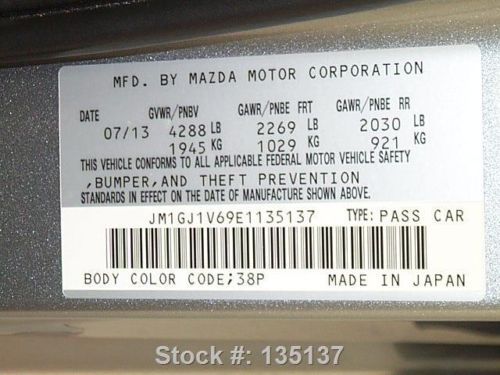 MFD. BY MAZDA MOTOR CORPORATION
DATE GVWR/PNBV GAWR/PNBE FRT GAWR/PNBE RR
07/13 4288 LB 2269 LB 2030 LB
1945 KG 1029 KG 921 KG
THIS VEHICLE CONFORMS TO ALL APPLICABLE FEDERAL MOTOR VEHICLE SAFETY
,BUMPER,AND THEFT PREVENTION
STANDARDS IN EFFECT ON THE DATE OF MANUFACTURE SHOWN ABOVE.
JM1GJ1V69E1135137 TYPE: PASS CAR
BODY COLOR CODE;38P MADE IN JAPAN
Stock #: 135137